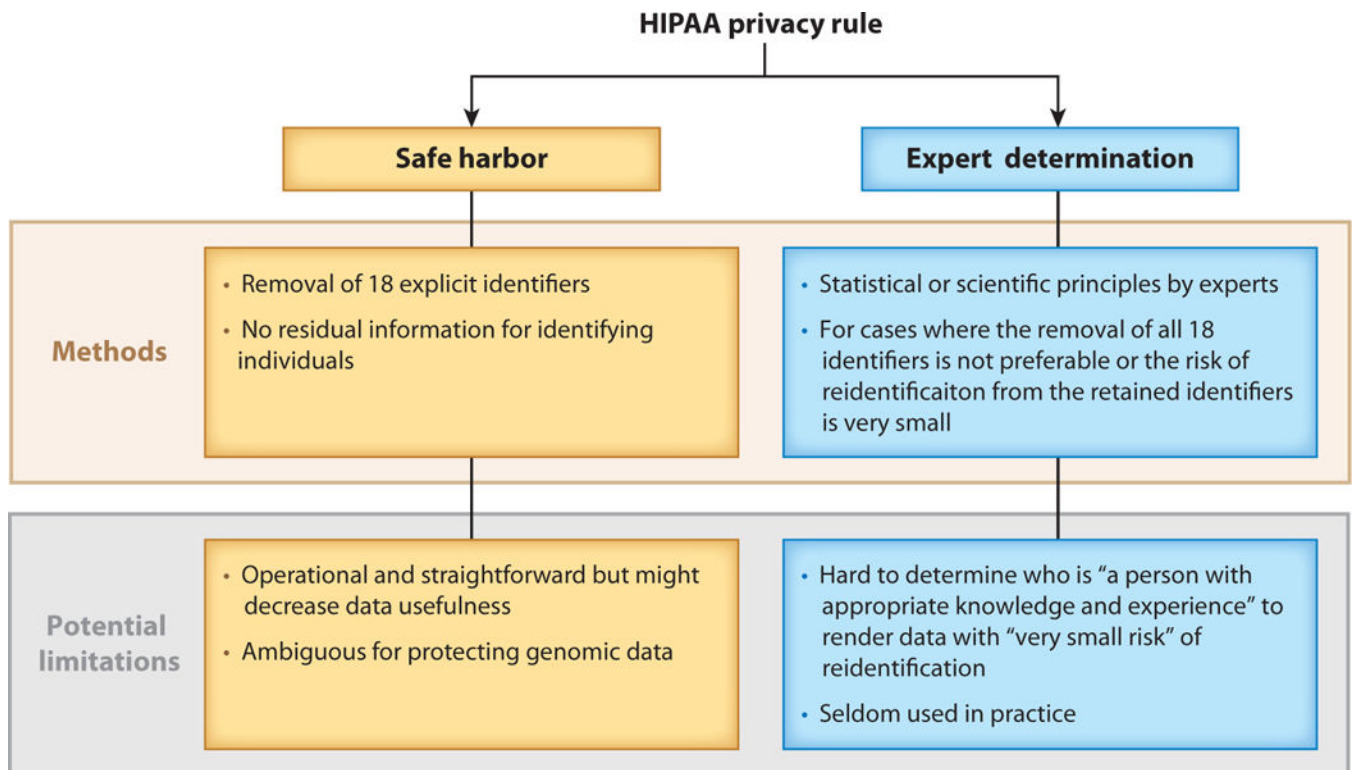 HIPAA privacy rule
Safe harbor
Expert determination
Methods
• Removal of 18 explicit identifiers
• No residual information for identifying
individuals
• Statistical or scientific principles by experts
• For cases where the removal of all 18
identifiers is not preferable or the risk of
reidentificaiton from the retained identifiers
is very small
Potential
limitations
• Operational and straightforward but might
decrease data usefulness
• Ambiguous for protecting genomic data
• Hard to determine who is “a person with
appropriate knowledge and experience” to
render data with “very small risk” of
reidentification
• Seldom used in practice